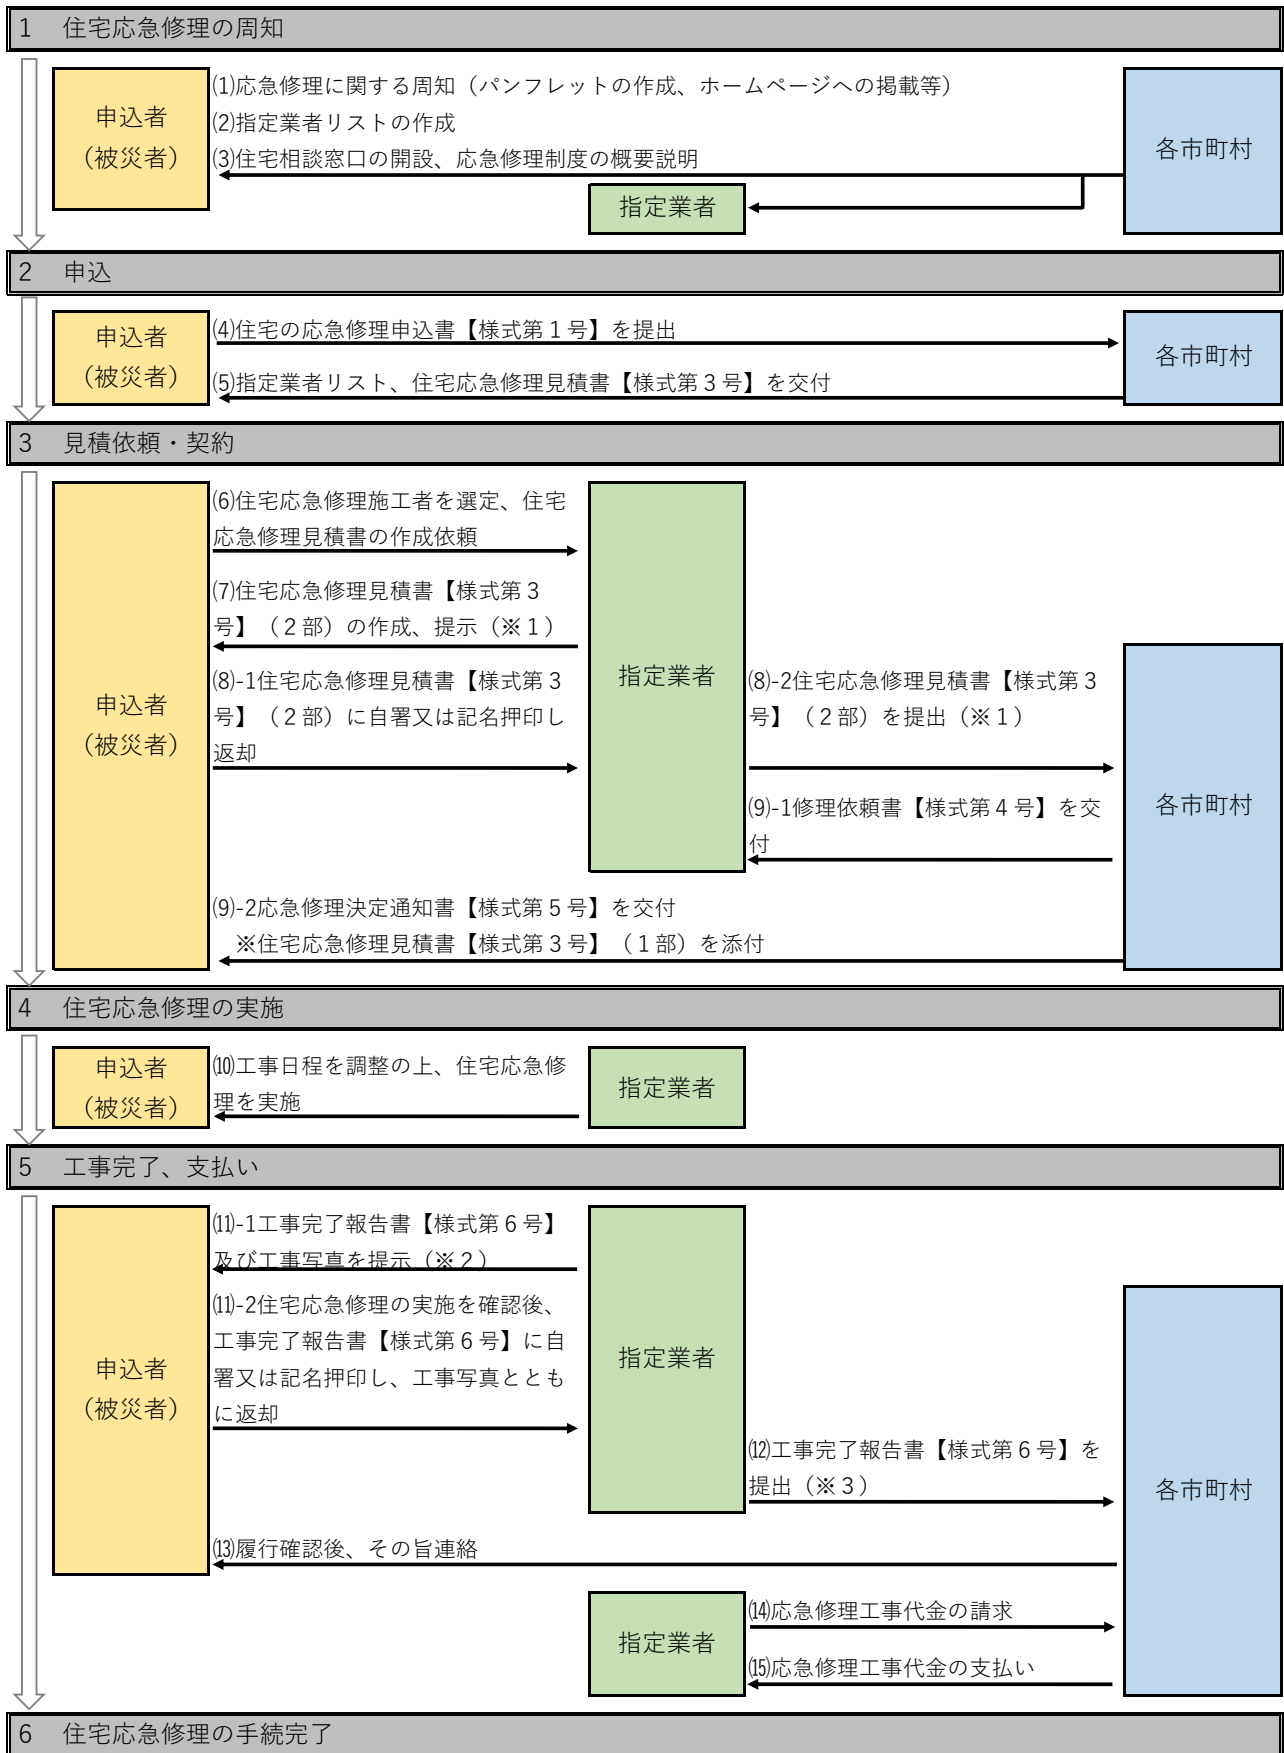 1 住宅応急修理の周知
申込者
（被災者）
⑴応急修理に関する周知（パンフレットの作成、ホームページへの掲載等）
⑵指定業者リストの作成
⑶住宅相談窓口の開設、応急修理制度の概要説明
各市町村
指定業者
2 申込
申込者
（被災者）
⑷住宅の応急修理申込書【様式第１号】を提出
⑸指定業者リスト、住宅応急修理見積書【様式第３号】を交付
各市町村
3 見積依頼・契約
申込者
（被災者）
⑹住宅応急修理施工者を選定、住宅
応急修理見積書の作成依頼
⑺住宅応急修理見積書【様式第３
号】（２部）の作成、提示（※１）
⑻-1住宅応急修理見積書【様式第３
号】（２部）に自署又は記名押印し
返却
指定業者
⑻-2住宅応急修理見積書【様式第３
号】（２部）を提出（※１）
⑼-1修理依頼書【様式第４号】を交
付
各市町村
⑼-2応急修理決定通知書【様式第５号】を交付
※住宅応急修理見積書【様式第３号】（１部）を添付
4 住宅応急修理の実施
申込者
（被災者）
⑽工事日程を調整の上、住宅応急修
理を実施
指定業者
5 工事完了、支払い
申込者
（被災者）
⑾-1工事完了報告書【様式第６号】
及び工事写真を提示（※２）
⑾-2住宅応急修理の実施を確認後、
工事完了報告書【様式第６号】に自
署又は記名押印し、工事写真ととも
に返却
指定業者
⑿工事完了報告書【様式第６号】を
提出（※３）
各市町村
⒀履行確認後、その旨連絡
指定業者
⒁応急修理工事代金の請求
⒂応急修理工事代金の支払い
6 住宅応急修理の手続完了